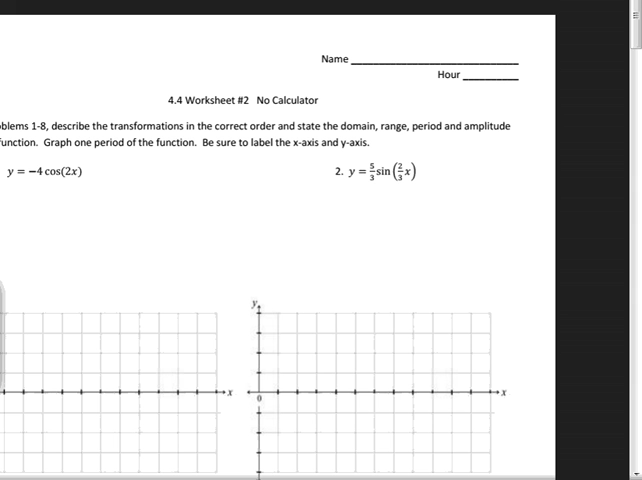 Name
Hour
4.4 Worksheet #2 No Calculator
oblems 1-8, describe the transformations in the correct order and state the domain, range, period and amplitude
function. Graph one period of the function. Be sure to label the x-axis and y-axis.
y = −4 cos(2x)
2. y = 5/3 sin(2/3 x)
y
x
0
x